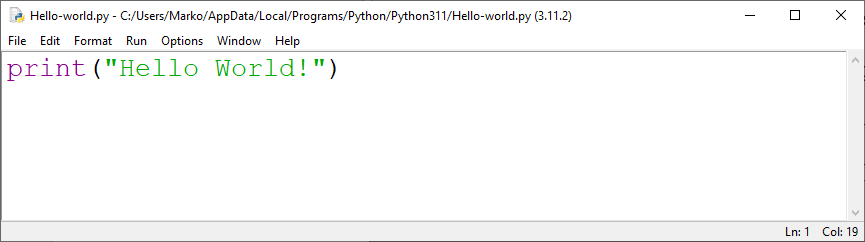 Hello-world.py - C:/Users/Marko/AppData/Local/Programs/Python/Python311/Hello-world.py (3.11.2)
File Edit Format Run Options Window Help
print("Hello World!")
Ln: 1 Col: 19